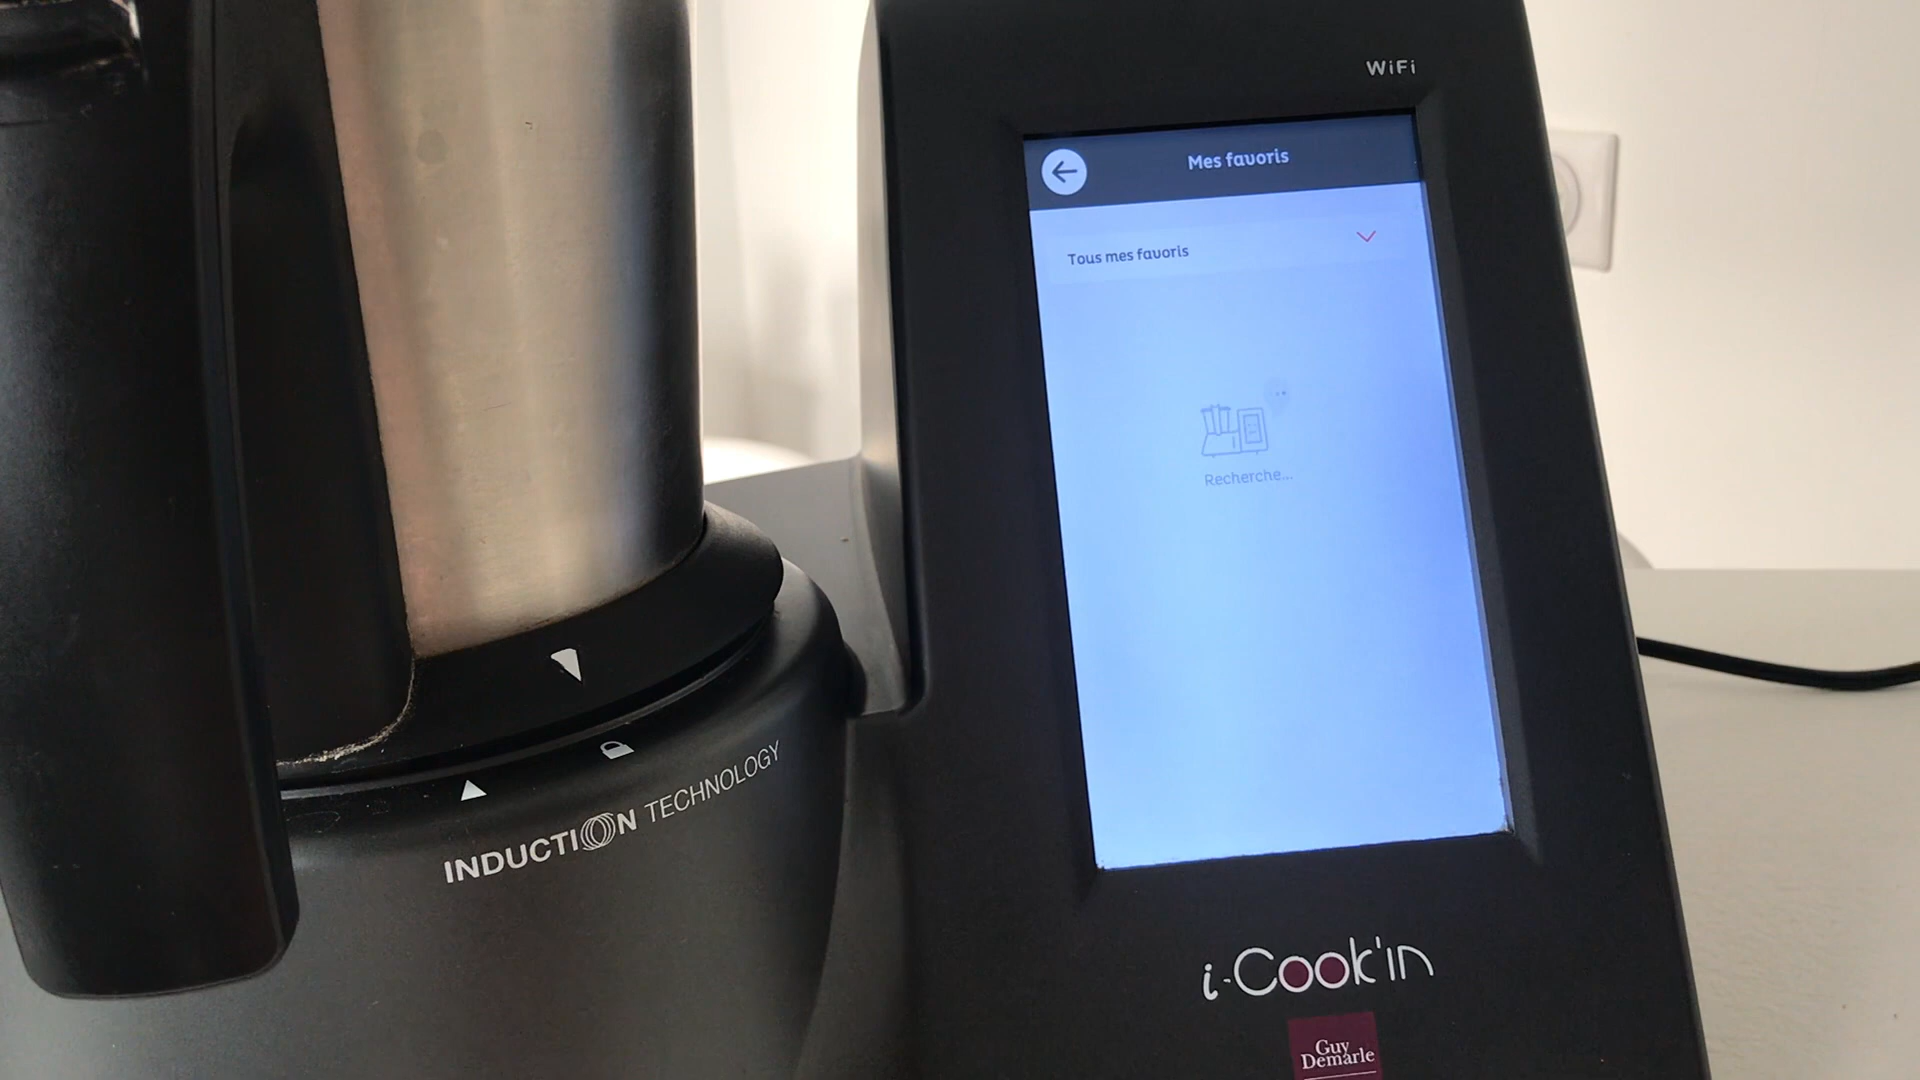 WiFi
Mes favoris
Tous mes favoris
Recherche...
INDUCTION TECHNOLOGY
i-Cook'in
Guy
Demarle